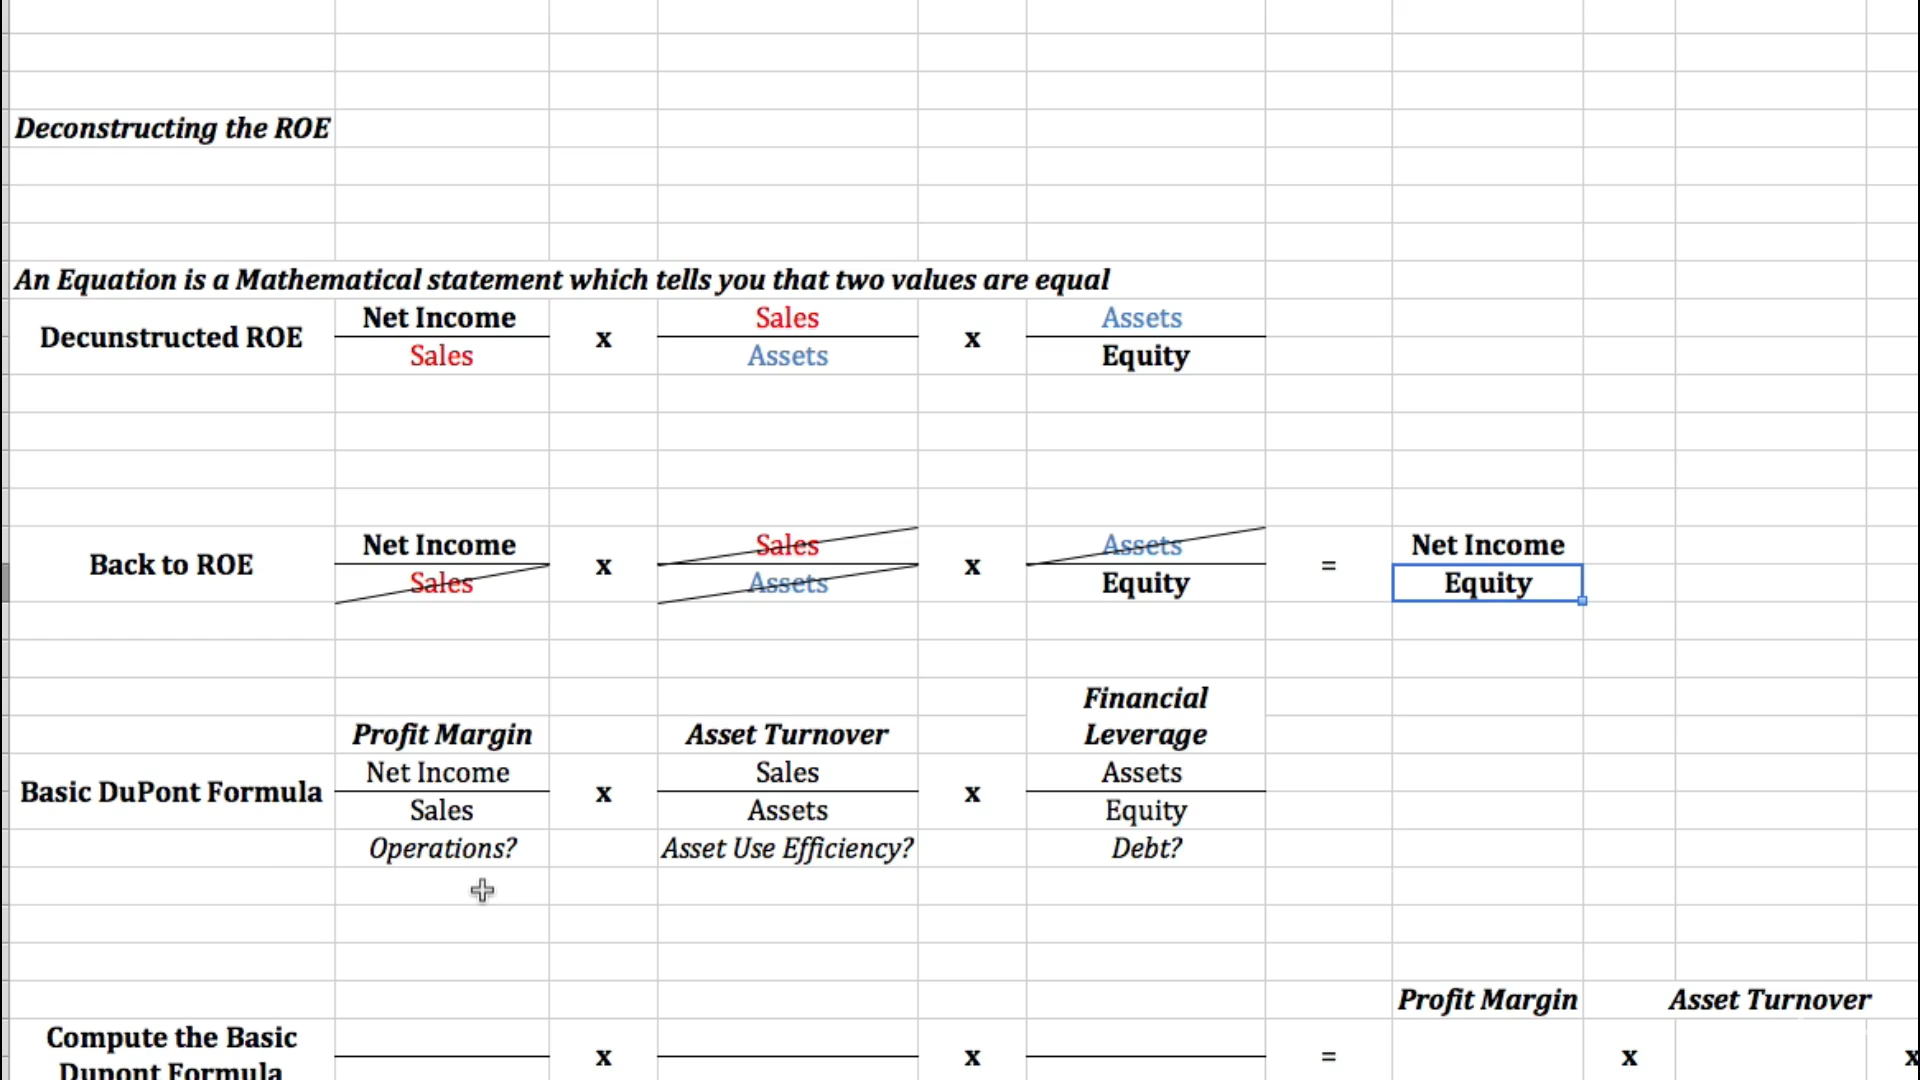 Deconstructing the ROE
An Equation is a Mathematical statement which tells you that two values are equal
Decunstructed ROE
Net Income
Sales
x
Sales
Assets
x
Assets
Equity
Back to ROE
Net Income
Sales
x
Sales
Assets
x
Assets
Equity
=
Net Income
Equity
Basic DuPont Formula
Profit Margin
Net Income
Sales
Operations?
x
Asset Turnover
Sales
Assets
Asset Use Efficiency?
x
Financial
Leverage
Assets
Equity
Debt?
Profit Margin
Asset Turnover
Compute the Basic
Dupont Formula
x
x
=
x
x